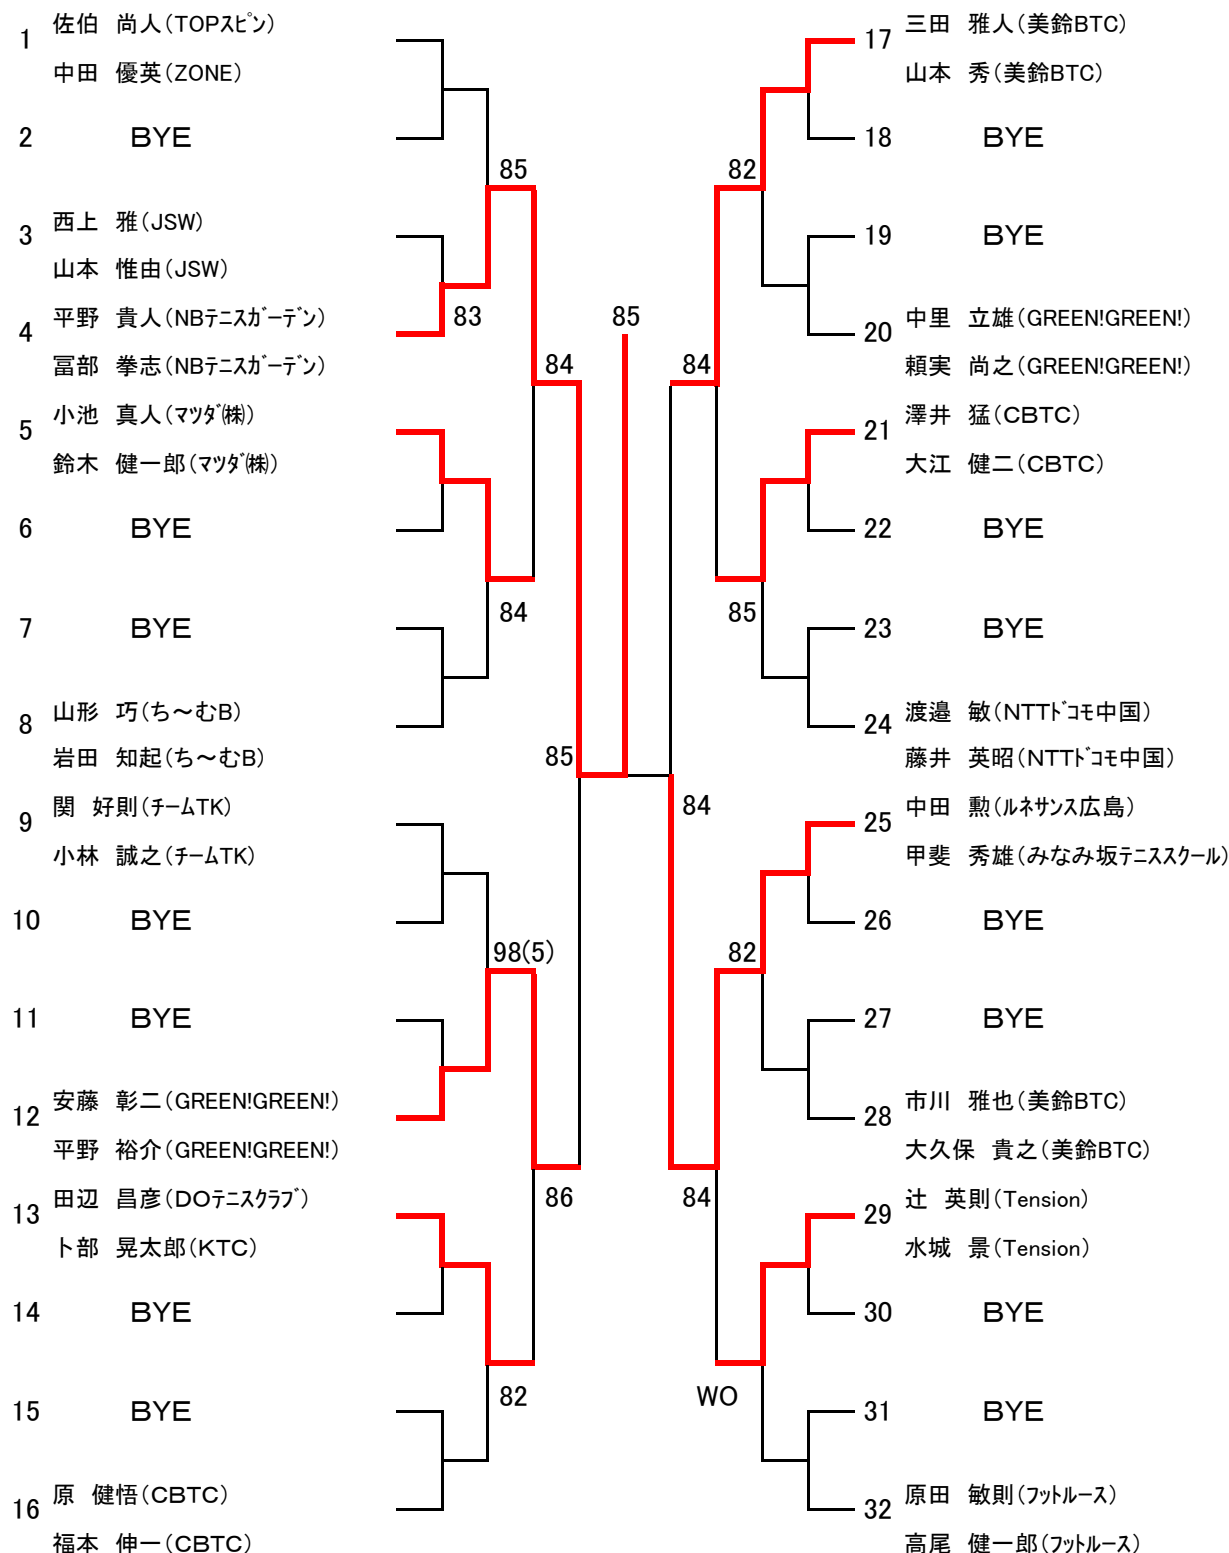 1 佐伯 尚人(TOPスピン)
中田 優英(ZONE)
2 BYE
85
3 西上 雅(JSW)
山本 惟由(JSW)
4 平野 貴人(NBテニスガーデン)
83
冨部 拳志(NBテニスガーデン)
84
5 小池 真人(マツダ㈱)
鈴木 健一郎(マツダ㈱)
6 BYE
84
7 BYE
8 山形 巧(ち~むB)
岩田 知起(ち~むB)
85
9 関 好則(チームTK)
小林 誠之(チームTK)
10 BYE
98(5)
11 BYE
12 安藤 彰二(GREEN!GREEN!)
平野 裕介(GREEN!GREEN!)
86
13 田辺 昌彦(DOテニスクラブ)
卜部 晃太郎(KTC)
14 BYE
82
15 BYE
16 原 健悟(CBTC)
福本 伸一(CBTC)
85
17 三田 雅人(美鈴BTC)
山本 秀(美鈴BTC)
18 BYE
82
19 BYE
20 中里 立雄(GREEN!GREEN!)
頼実 尚之(GREEN!GREEN!)
84
21 澤井 猛(CBTC)
大江 健二(CBTC)
22 BYE
85
23 BYE
24 渡邉 敏(NTTドコモ中国)
藤井 英昭(NTTドコモ中国)
84
25 中田 勲(ルネサンス広島)
甲斐 秀雄(みなみ坂テニススクール)
26 BYE
82
27 BYE
28 市川 雅也(美鈴BTC)
大久保 貴之(美鈴BTC)
84
29 辻 英則(Tension)
水城 景(Tension)
30 BYE
WO
31 BYE
32 原田 敏則(フットルース)
高尾 健一郎(フットルース)